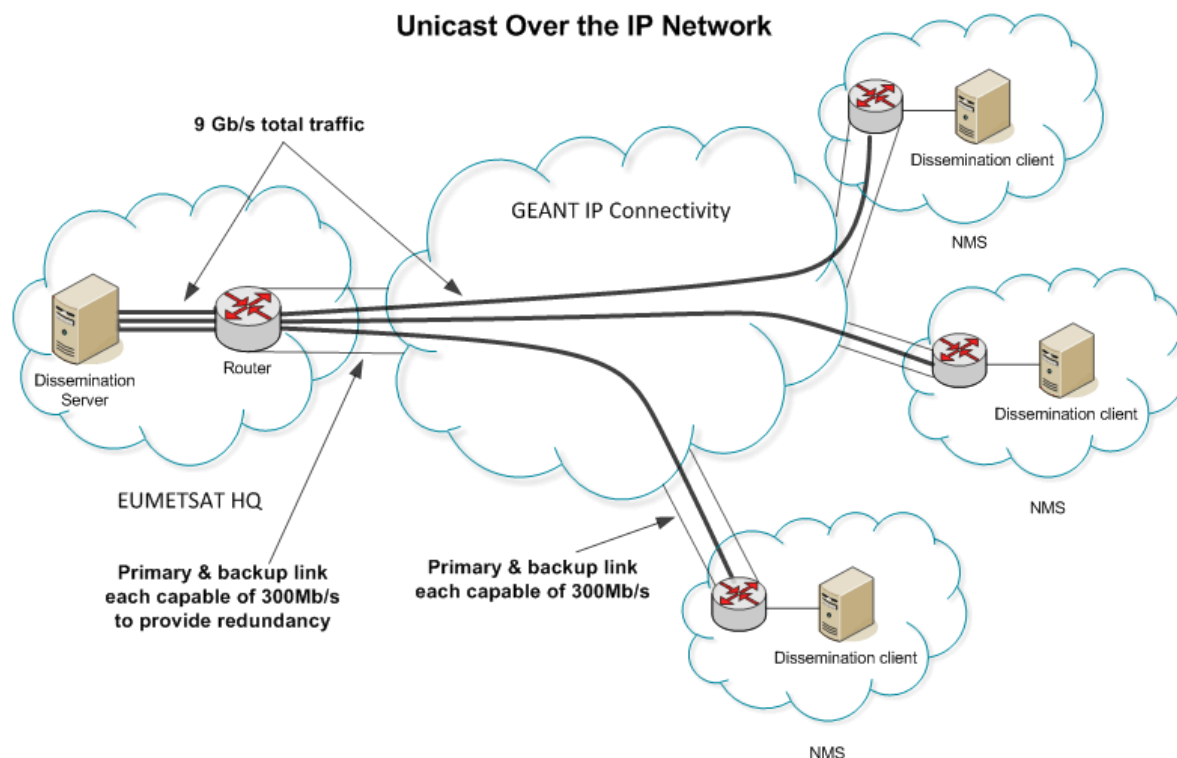 Unicast Over the IP Network
9 Gb/s total traffic
GEANT IP Connectivity
Dissemination client
NMS
Router
Dissemination
Server
Dissemination client
NMS
EUMETSAT HQ
Primary & backup link
each capable of 300Mb/s
to provide redundancy
Primary & backup link
each capable of 300Mb/s
Dissemination client
NMS